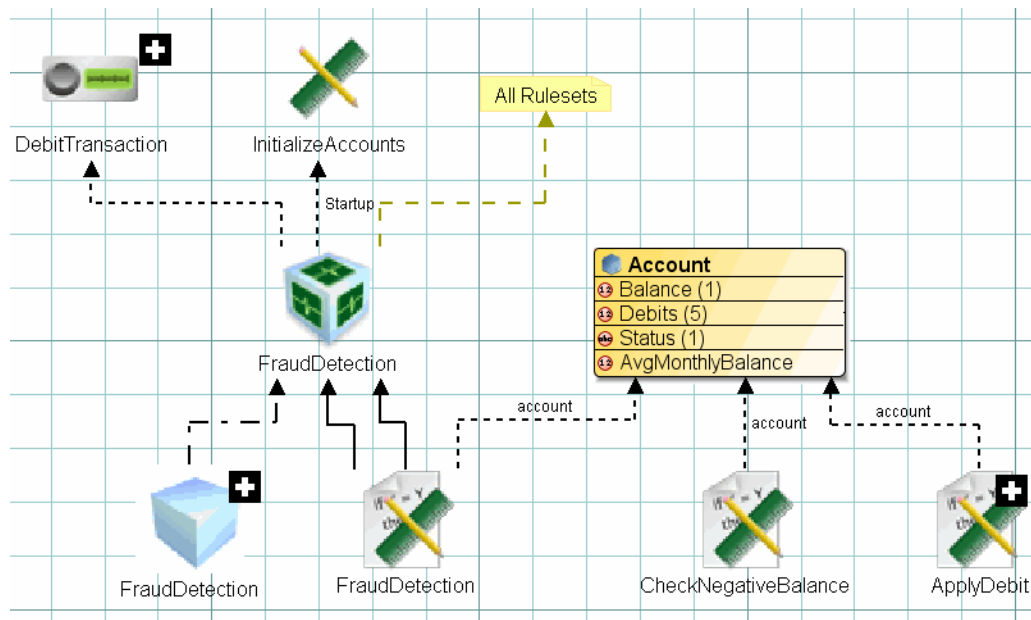 All Rulesets
DebitTransaction
InitializeAccounts
Startup
Account
Balance (1)
Debits (5)
Status (1)
AvgMonthlyBalance
FraudDetection
account
account
account
FraudDetection
FraudDetection
CheckNegativeBalance
ApplyDebit